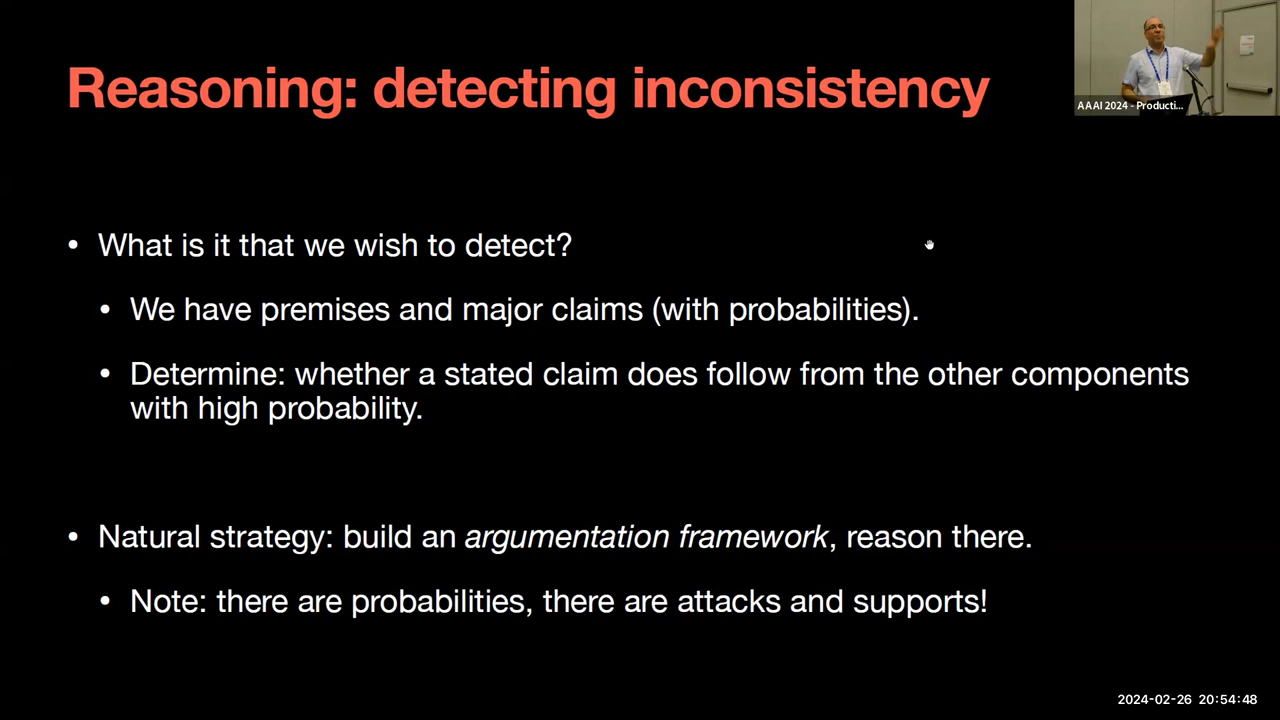 Reasoning: detecting inconsistency
AAAI 2024 - Producti...
• What is it that we wish to detect?
• We have premises and major claims (with probabilities).
• Determine: whether a stated claim does follow from the other components
with high probability.
• Natural strategy: build an argumentation framework, reason there.
• Note: there are probabilities, there are attacks and supports!
2024-02-26 20:54:48